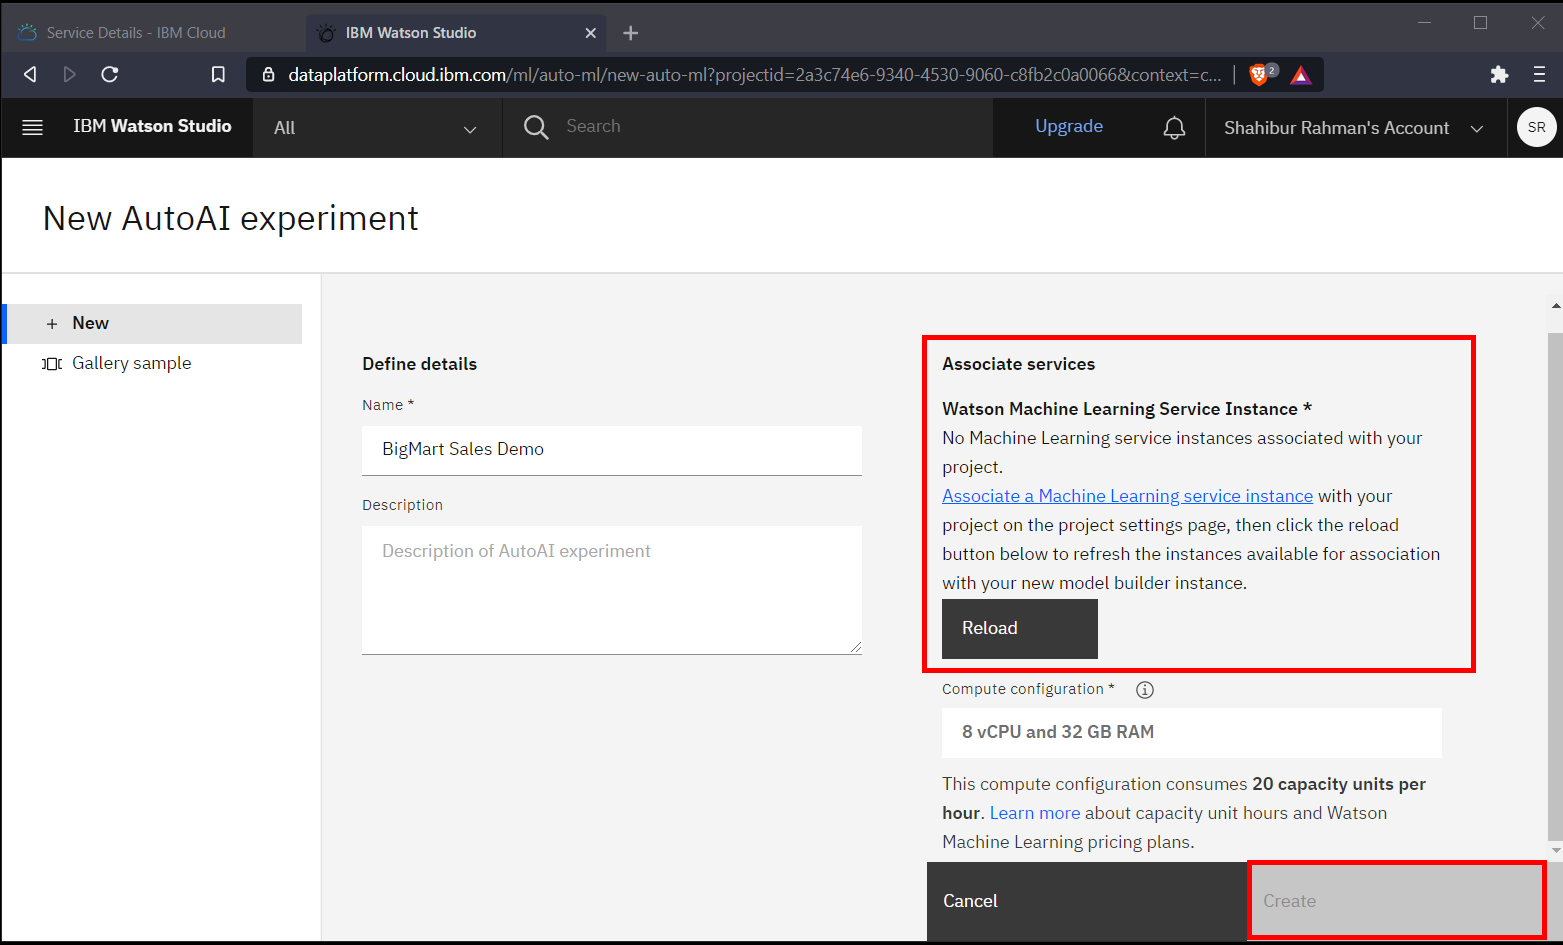 Service Details - IBM Cloud
IBM Watson Studio
dataplatform.cloud.ibm.com/ml/auto-ml/new-auto-ml?projectid=2a3c74e6-9340-4530-9060-c8fb2c0a0066&context=c...
2
IBM Watson Studio
All
Search
Upgrade
Shahibur Rahman's Account
SR
New AutoAI experiment
+ New
Gallery sample
Define details
Name *
BigMart Sales Demo
Description
Description of AutoAI experiment
Associate services
Watson Machine Learning Service Instance *
No Machine Learning service instances associated with your
project.
Associate a Machine Learning service instance with your
project on the project settings page, then click the reload
button below to refresh the instances available for association
with your new model builder instance.
Reload
Compute configuration *
8 vCPU and 32 GB RAM
This compute configuration consumes 20 capacity units per
hour. Learn more about capacity unit hours and Watson
Machine Learning pricing plans.
Cancel
Create